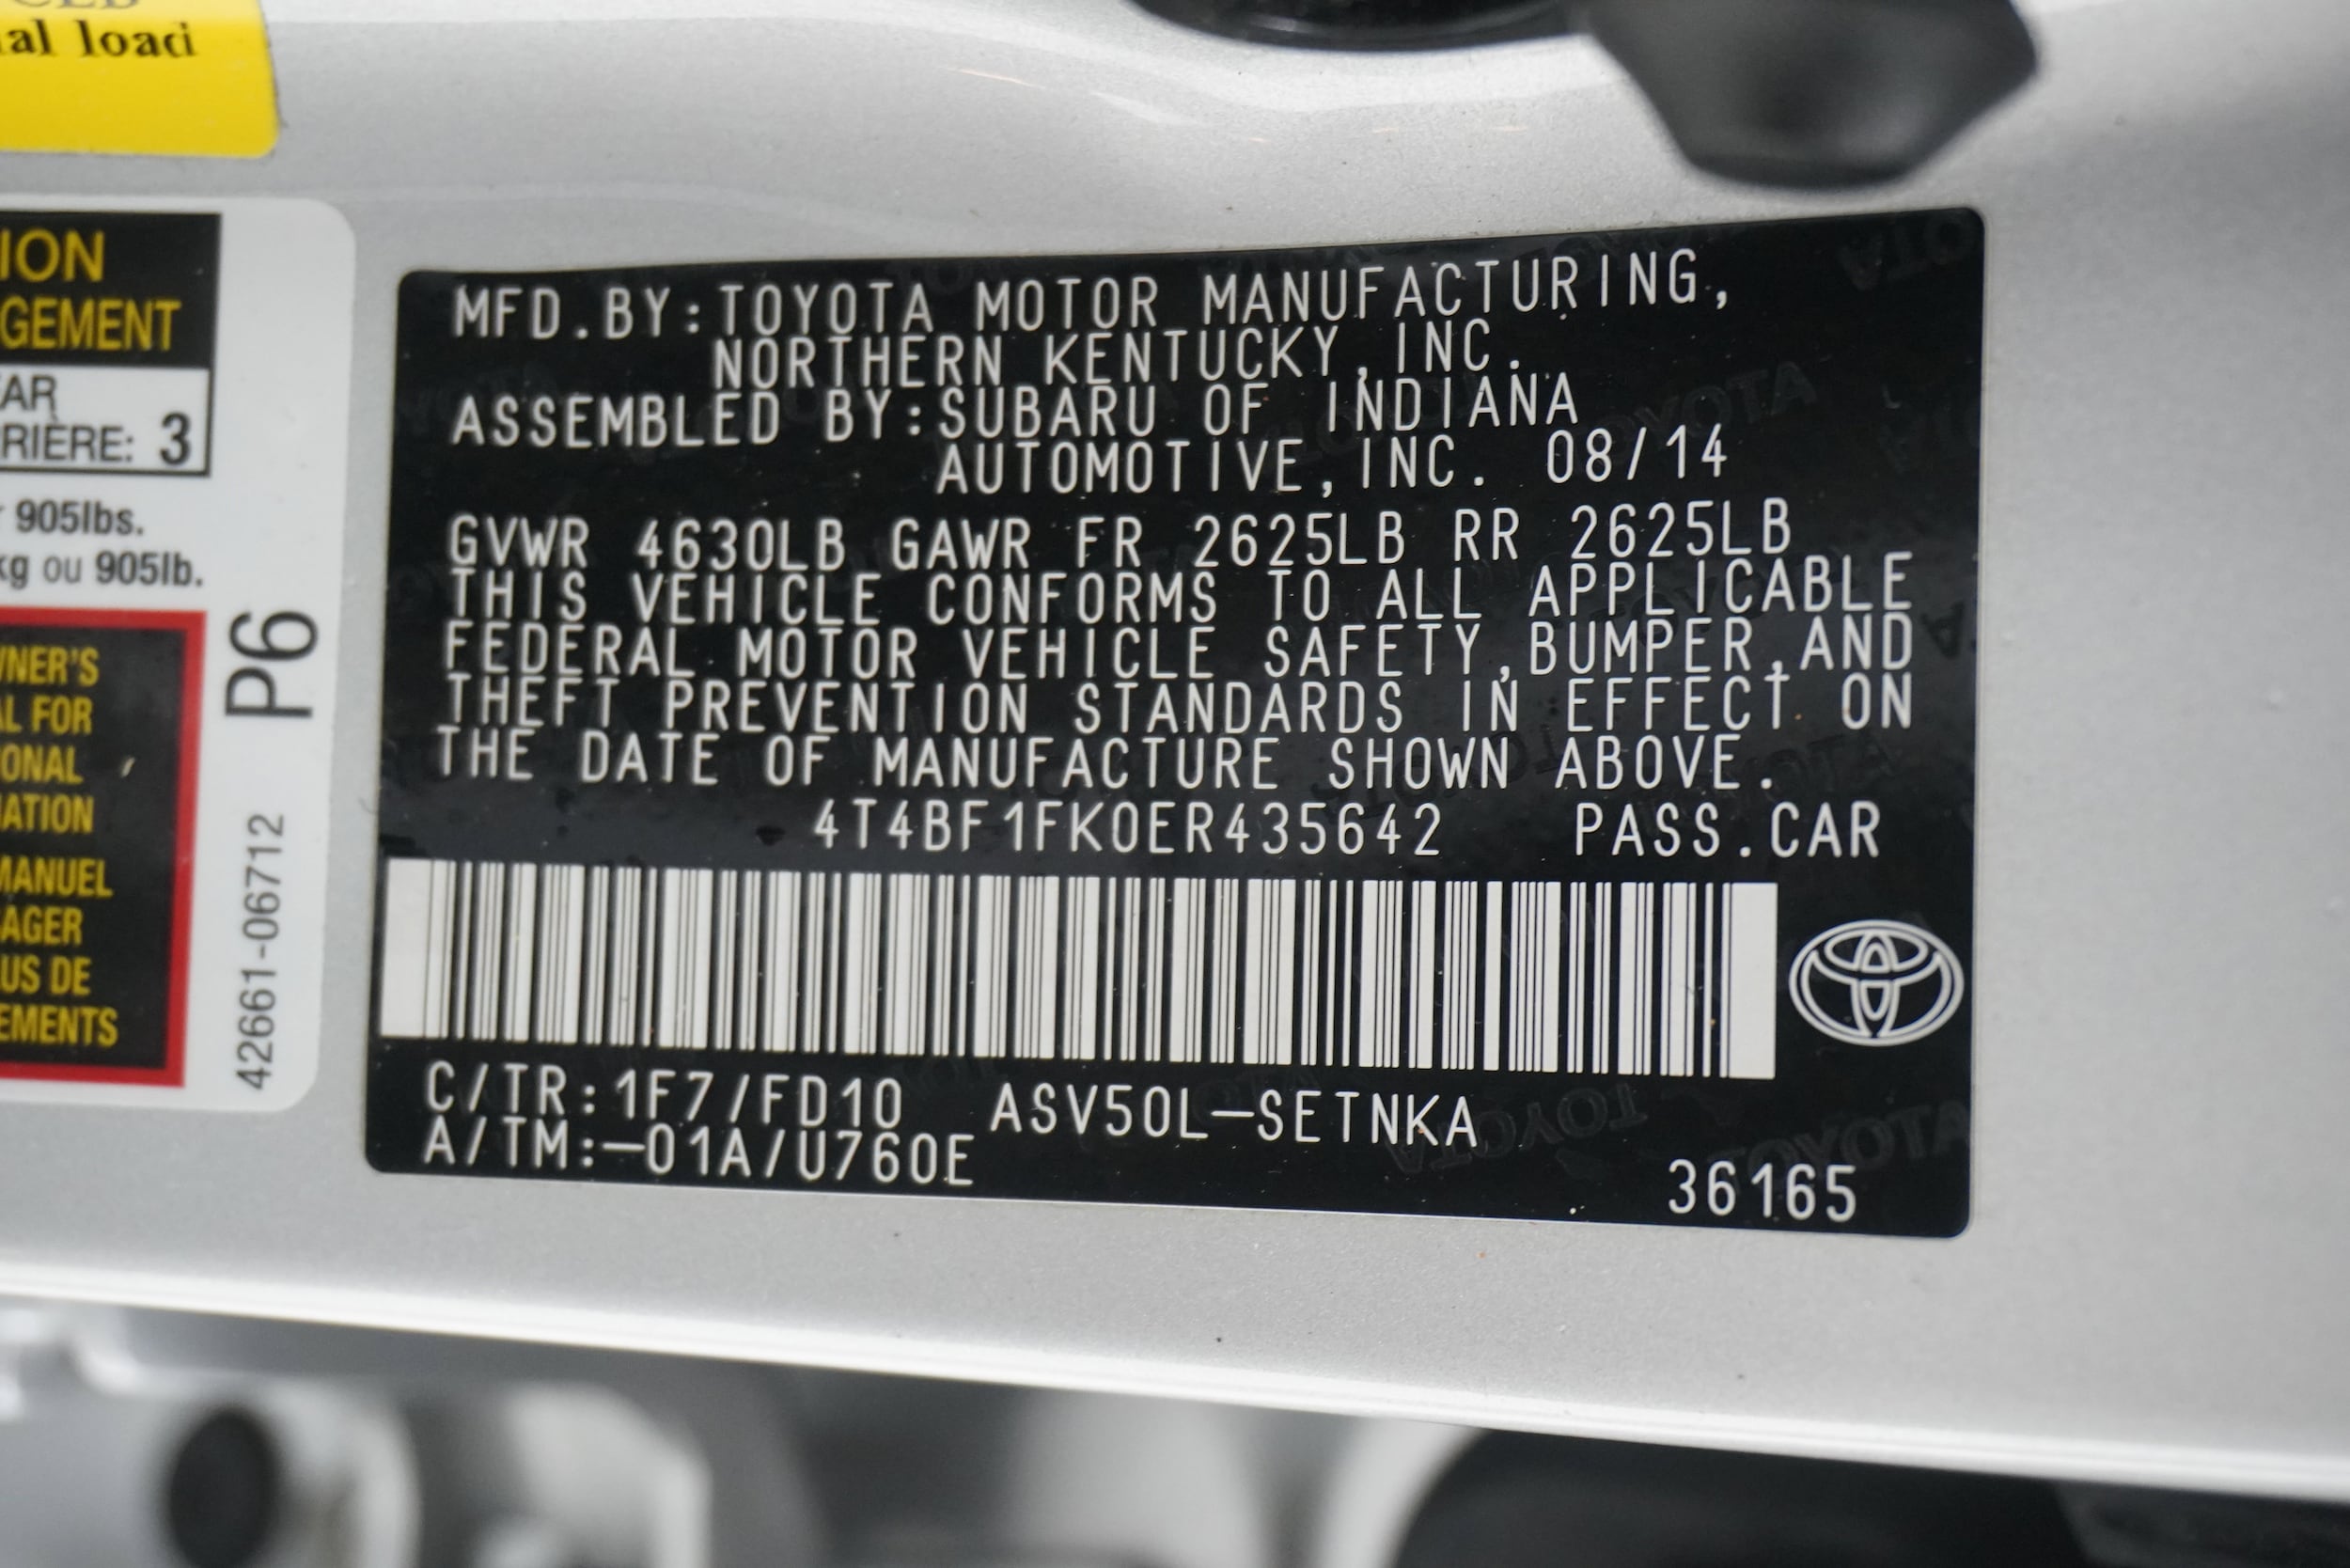 al load
ION
GEMENT
AR
RIÈRE: 3
905lbs.
kg ou 905lb.
WNER'S
AL FOR
ONAL
MATION
MANUEL
AGER
US DE
EMENTS
P6
42661-06712
MFD.BY:TOYOTA MOTOR MANUFACTURING,
NORTHERN KENTUCKY,INC.
ASSEMBLED BY:SUBARU OF INDIANA
AUTOMOTIVE,INC. 08/14
GVWR 4630LB GAWR FR 2625LB RR 2625LB
THIS VEHICLE CONFORMS TO ALL APPLICABLE
FEDERAL MOTOR VEHICLE SAFETY,BUMPER,AND
THEFT PREVENTION STANDARDS IN EFFECT ON
THE DATE OF MANUFACTURE SHOWN ABOVE.
4T4BF1FK0ER435642 PASS.CAR
C/TR:1F7/FD10 ASV50L-SETNKA
A/TM:-01A/U760E
36165